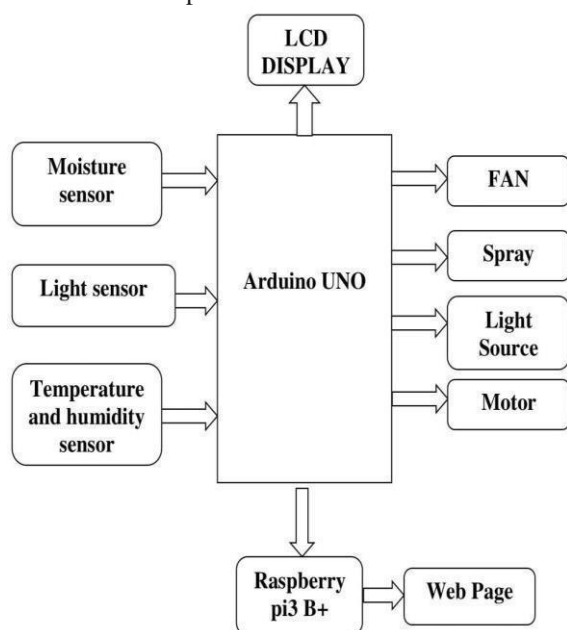 LCD
DISPLAY
Moisture
sensor
FAN
Spray
Light sensor
Arduino UNO
Light
Source
Temperature
and humidity
sensor
Motor
Raspberry
pi3 B+
Web Page